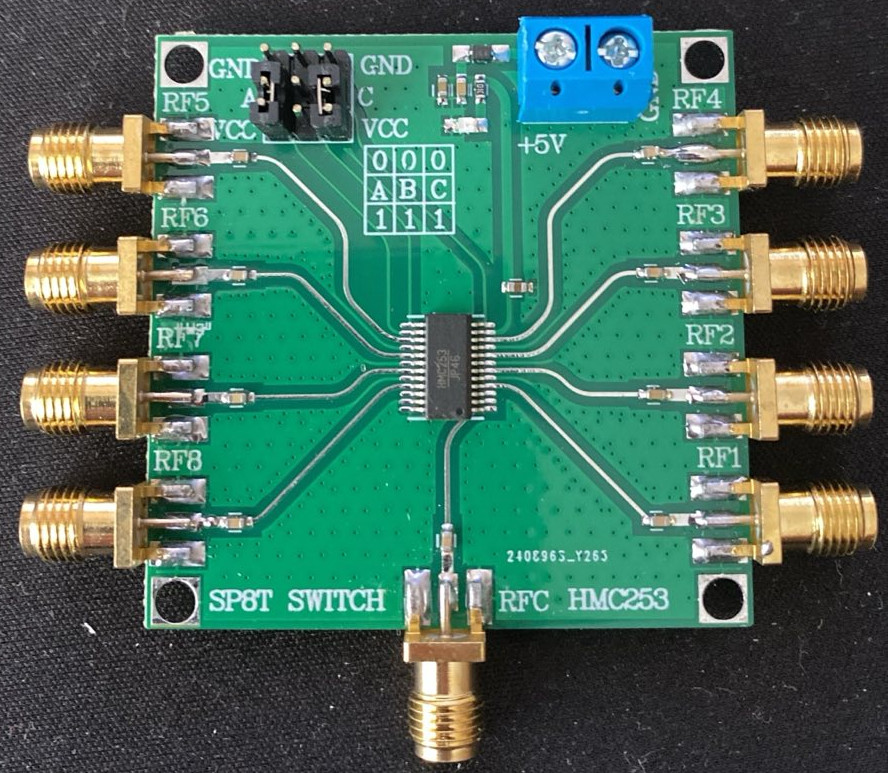 GND
GND
RF5
A
C
VCC
VCC
RF4
+5V
0 0 0
A B C
1 1 1
RF6
RF3
RF7
RF2
HMC253
RF8
RF1
SP8T SWITCH
RFC HMC253